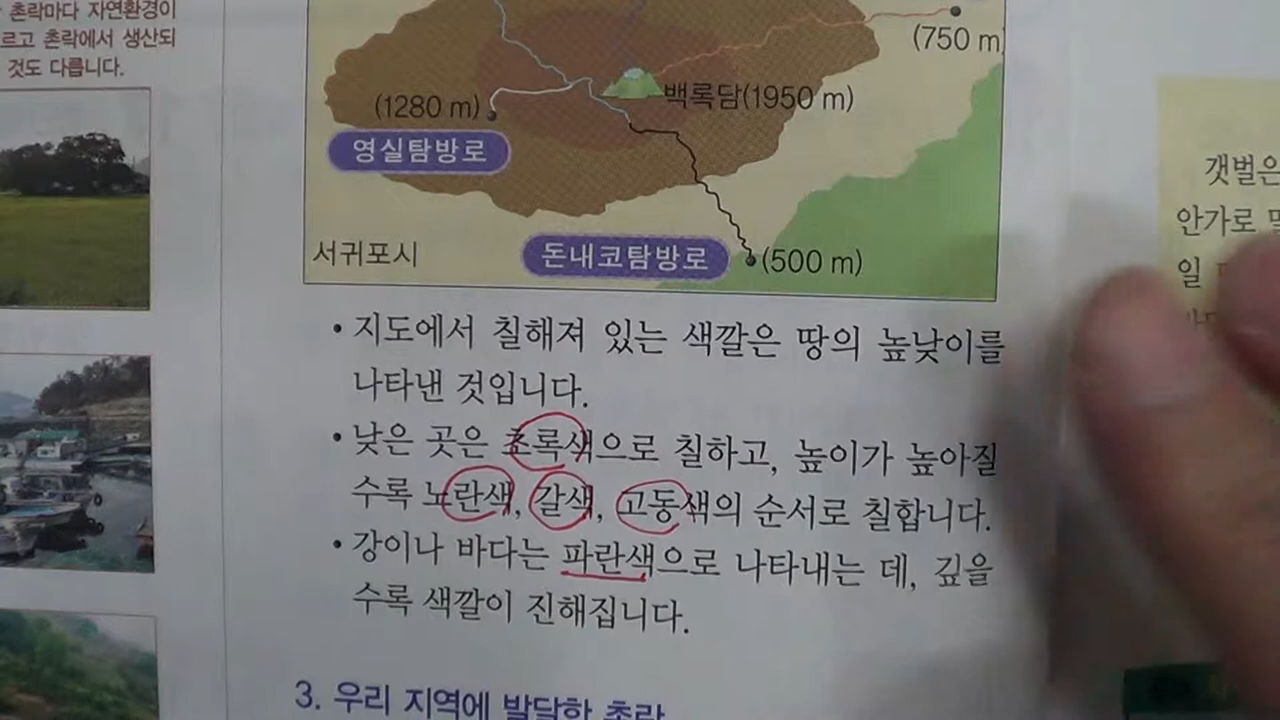 촌락마다 자연환경이
르고 촌락에서 생산되
것도 다릅니다.
(750 m)
백록담(1950 m)
(1280 m)
영실탐방로
서귀포시
돈내코탐방로
(500 m)
• 지도에서 칠해져 있는 색깔은 땅의 높낮이를
나타낸 것입니다.
• 낮은 곳은 초록색으로 칠하고, 높이가 높아질
수록 노란색, 갈색, 고동색의 순서로 칠합니다.
• 강이나 바다는 파란색으로 나타내는 데, 깊을
수록 색깔이 진해집니다.
3. 우리 지역에 발달한 촌락
갯벌은
안가로
일